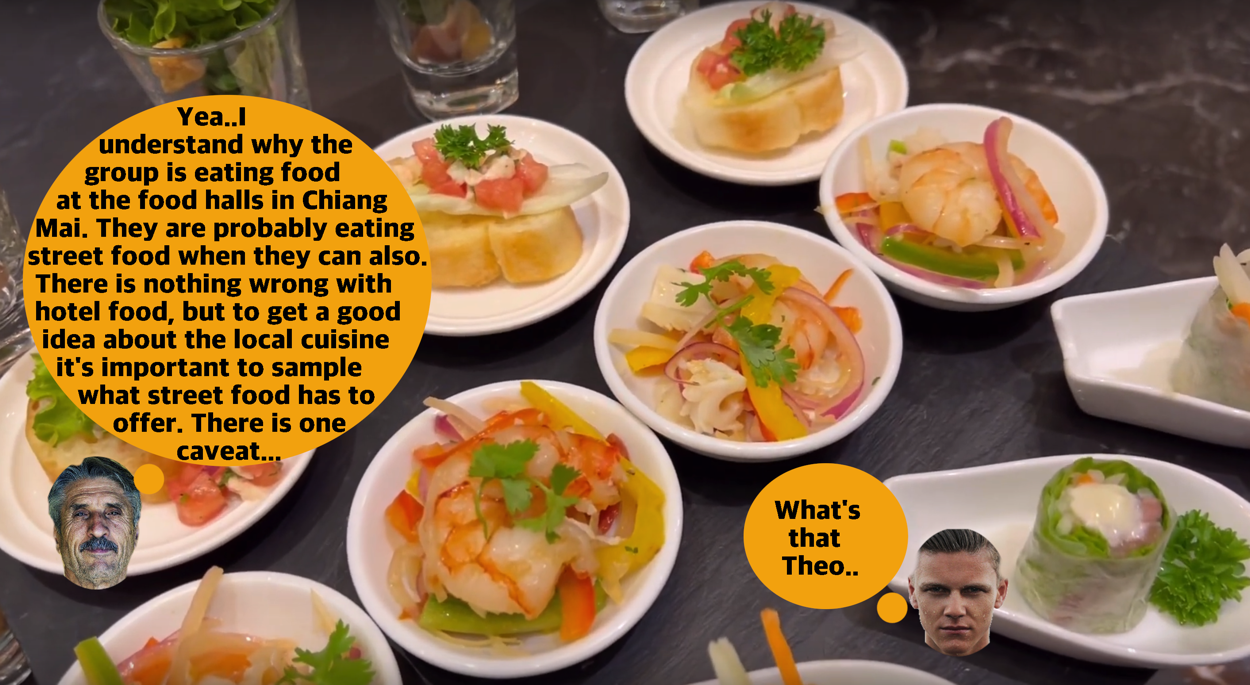 Yea..I
understand why the
group is eating food
at the food halls in Chiang
Mai. They are probably eating
street food when they can also.
There is nothing wrong with
hotel food, but to get a good
idea about the local cuisine
it's important to sample
what street food has to
offer. There is one
caveat...
What's
that
Theo..